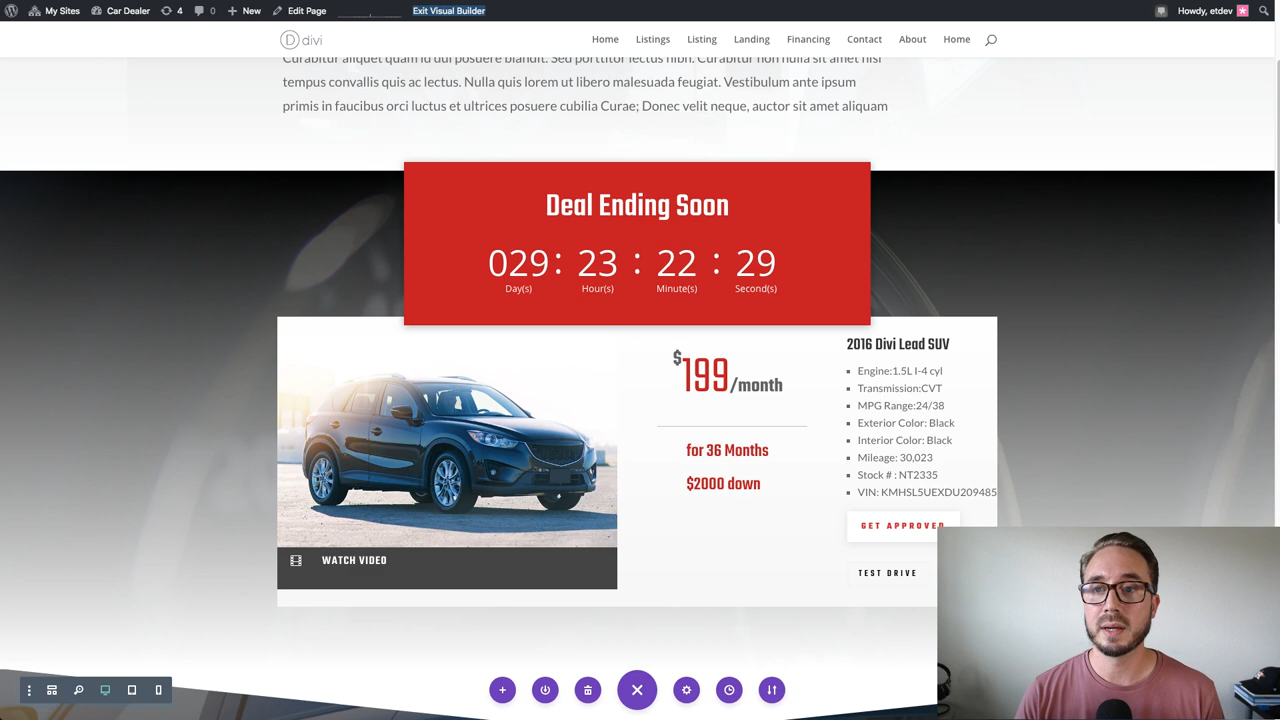 My Sites
Car Dealer
4
0
New
Edit Page
Exit Visual Builder
Howdy, etdev
D divi
Home
Listings
Listing
Landing
Financing
Contact
About
Home
Curabitur aliquet quam id dui posuere blandit. Sed porttitor lectus nibh. Curabitur non nulla sit amet nisl
tempus convallis quis ac lectus. Nulla quis lorem ut libero malesuada feugiat. Vestibulum ante ipsum
primis in faucibus orci luctus et ultrices posuere cubilia Curae; Donec velit neque, auctor sit amet aliquam
Deal Ending Soon
029 : 23 : 22 : 29
Day(s) Hour(s) Minute(s) Second(s)
$199/month
for 36 Months
$2000 down
WATCH VIDEO
2016 Divi Lead SUV
Engine:1.5L I-4 cyl
Transmission:CVT
MPG Range:24/38
Exterior Color: Black
Interior Color: Black
Mileage: 30,023
Stock # : NT2335
VIN: KMHSL5UEXDU209485
GET APPROVED
TEST DRIVE